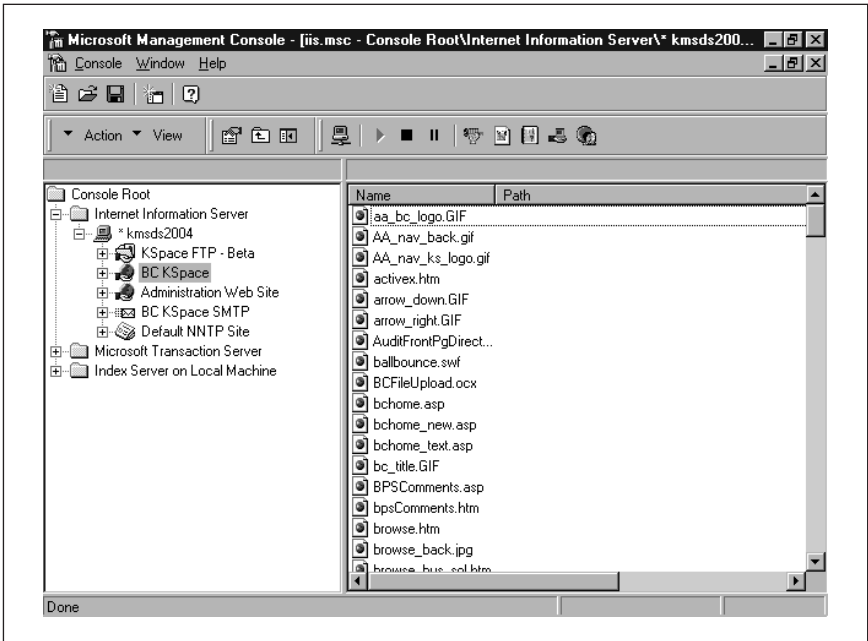 Microsoft Management Console - [iis.msc - Console Root\Internet Information Server\* kmsds200...
Console Window Help
Action View
Console Root
Internet Information Server
* kmsds2004
KSpace FTP - Beta
BC KSpace
Administration Web Site
BC KSpace SMTP
Default NNTP Site
Microsoft Transaction Server
Index Server on Local Machine
Name Path
aa_bc_logo.GIF
AA_nav_back.gif
AA_nav_ks_logo.gif
activex.htm
arrow_down.GIF
arrow_right.GIF
AuditFrontPgDirect...
ballbounce.swf
BCFileUpload.ocx
bchome.asp
bchome_new.asp
bchome_text.asp
bc_title.GIF
BPSComments.asp
bpsComments.htm
browse.htm
browse_back.jpg
browse_bus_sol.htm
Done